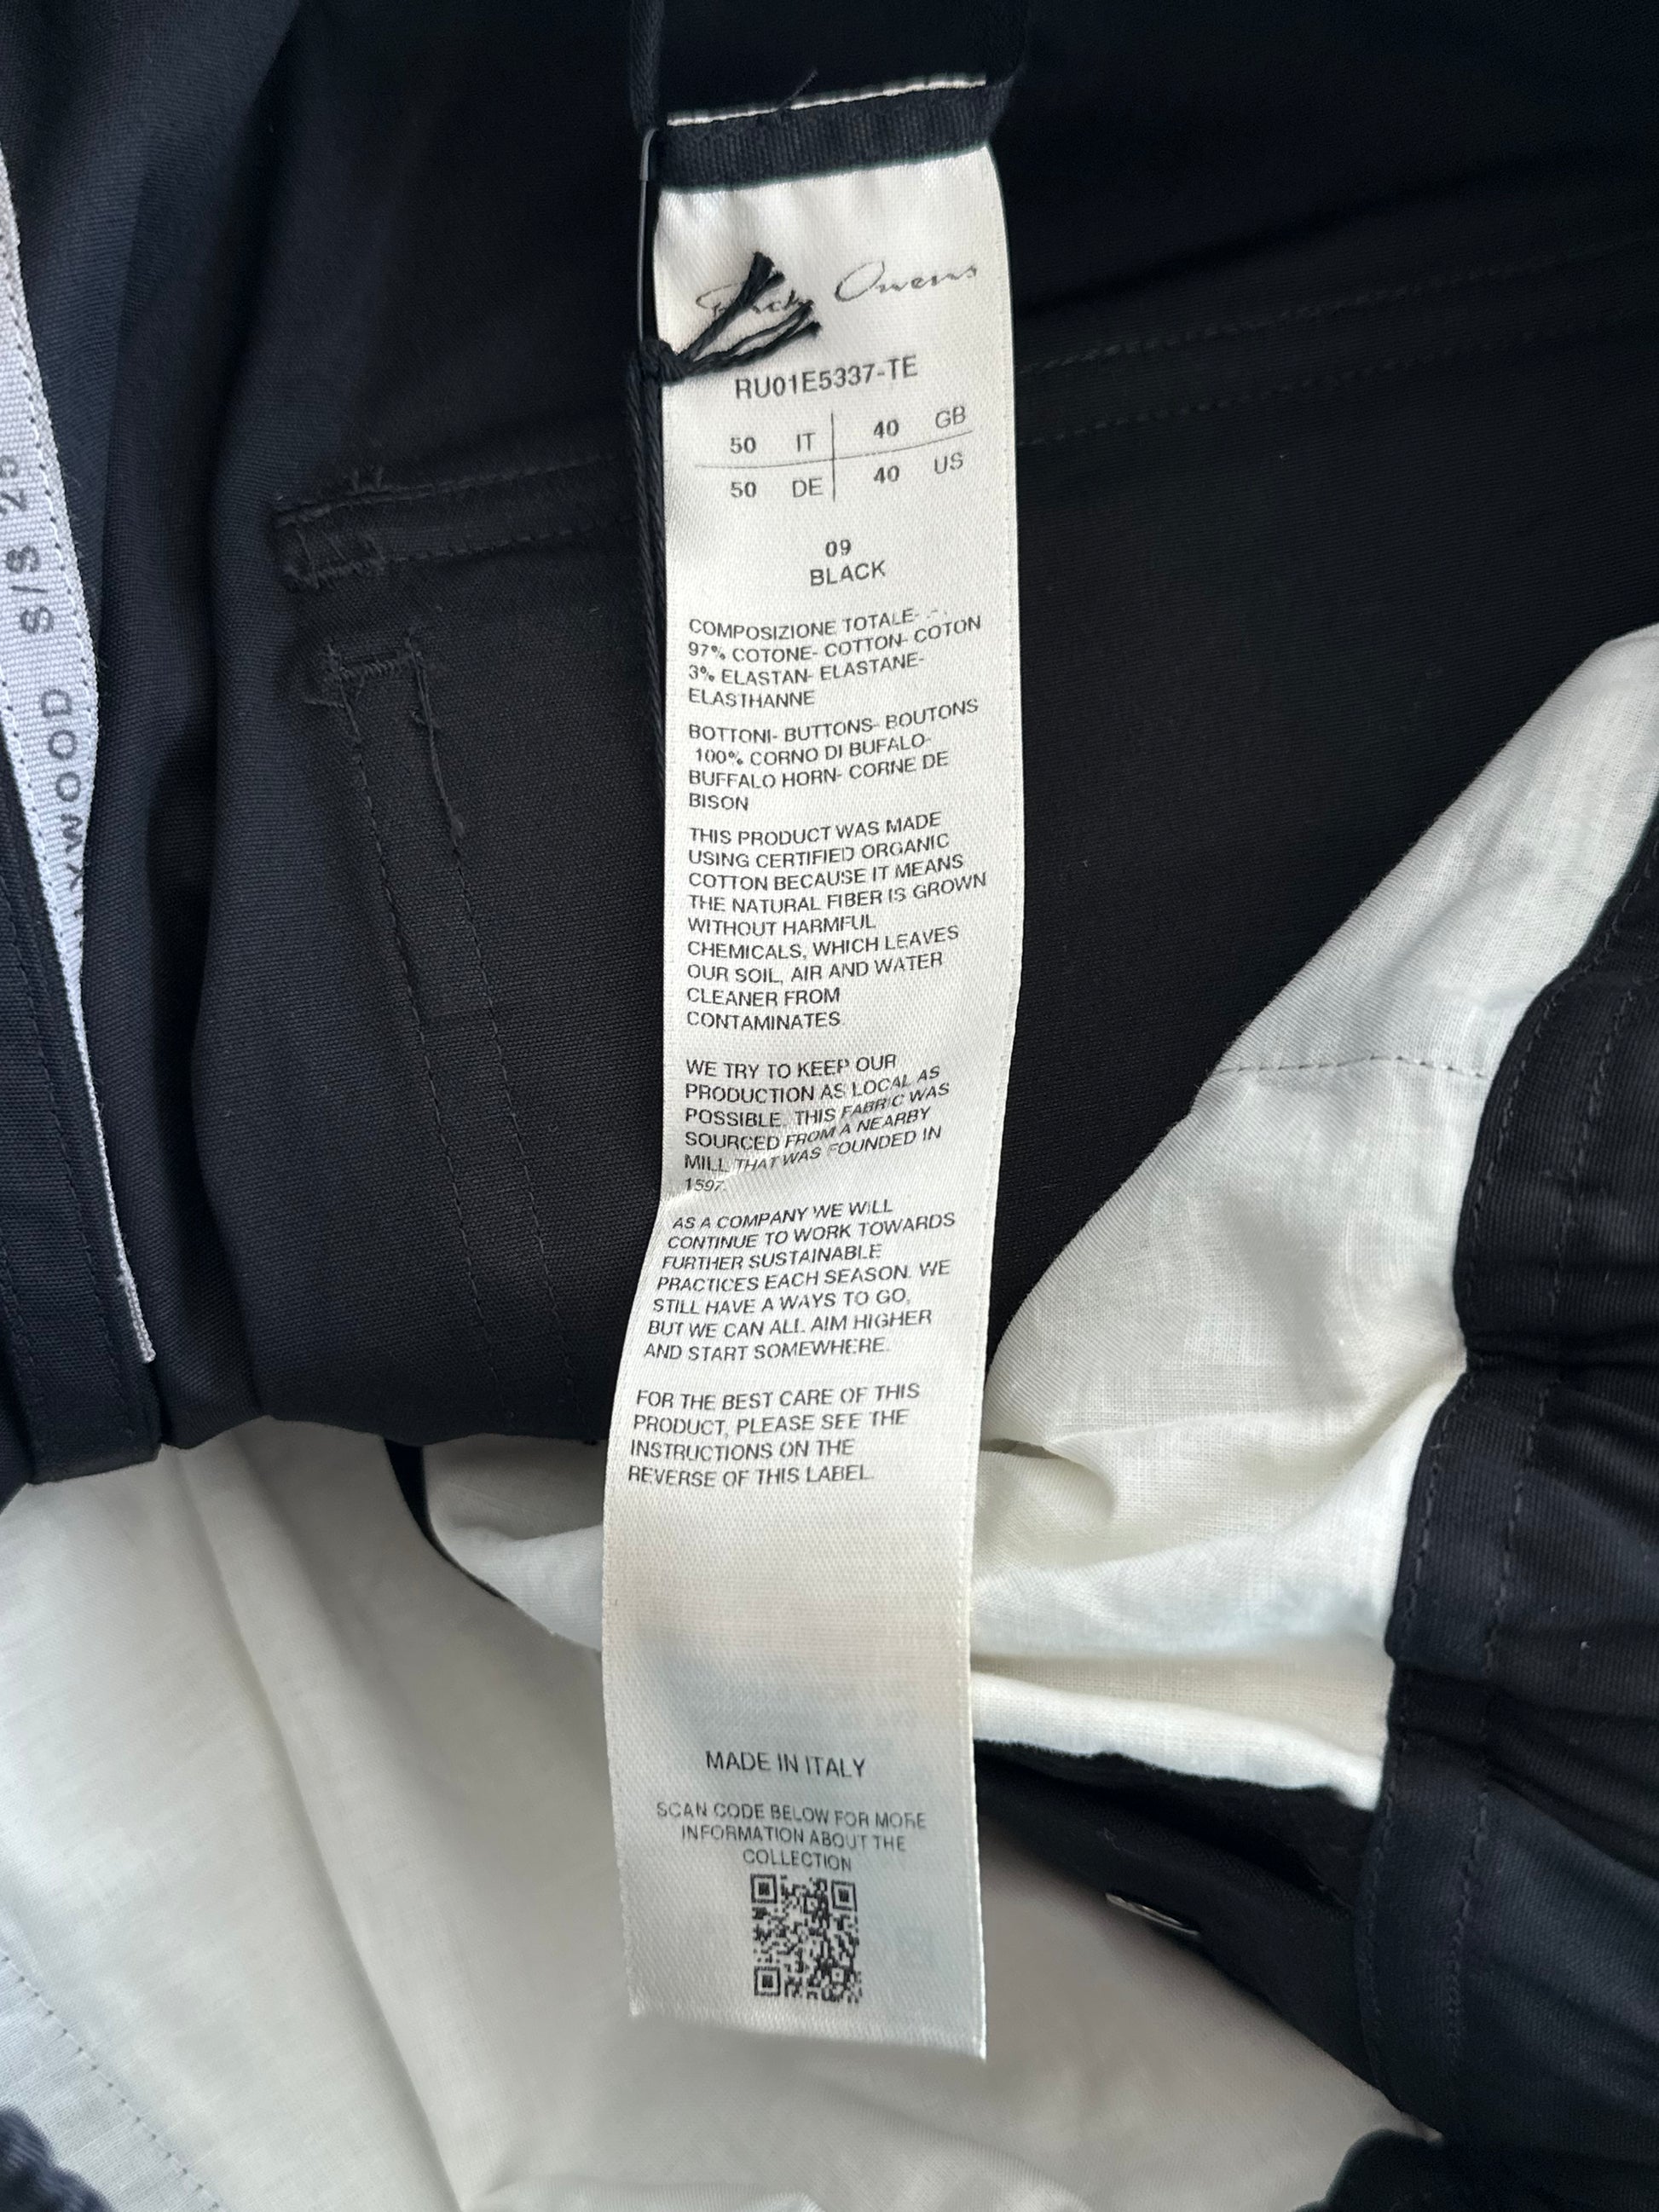 Rick Owens
RU01E5337-TE
50 IT 40 GB
50 DE 40 US
09
BLACK
COMPOSIZIONE TOTALE-
97% COTONE- COTTON- COTON
3% ELASTAN- ELASTANE-
ELASTHANNE
BOTTONI- BUTTONS- BOUTONS
100% CORNO DI BUFALO-
BUFFALO HORN- CORNE DE
BISON
THIS PRODUCT WAS MADE
USING CERTIFIED ORGANIC
COTTON BECAUSE IT MEANS
THE NATURAL FIBER IS GROWN
WITHOUT HARMFUL
CHEMICALS, WHICH LEAVES
OUR SOIL, AIR AND WATER
CLEANER FROM
CONTAMINATES.
WE TRY TO KEEP OUR
PRODUCTION AS LOCAL AS
POSSIBLE. THIS FABRIC WAS
SOURCED FROM A NEARBY
MILL THAT WAS FOUNDED IN
1597.
AS A COMPANY WE WILL
CONTINUE TO WORK TOWARDS
FURTHER SUSTAINABLE
PRACTICES EACH SEASON. WE
STILL HAVE A WAYS TO GO,
BUT WE CAN ALL AIM HIGHER
AND START SOMEWHERE.
FOR THE BEST CARE OF THIS
PRODUCT, PLEASE SEE THE
INSTRUCTIONS ON THE
REVERSE OF THIS LABEL.
MADE IN ITALY
SCAN CODE BELOW FOR MORE
INFORMATION ABOUT THE
COLLECTION
YWOOD S/S 25